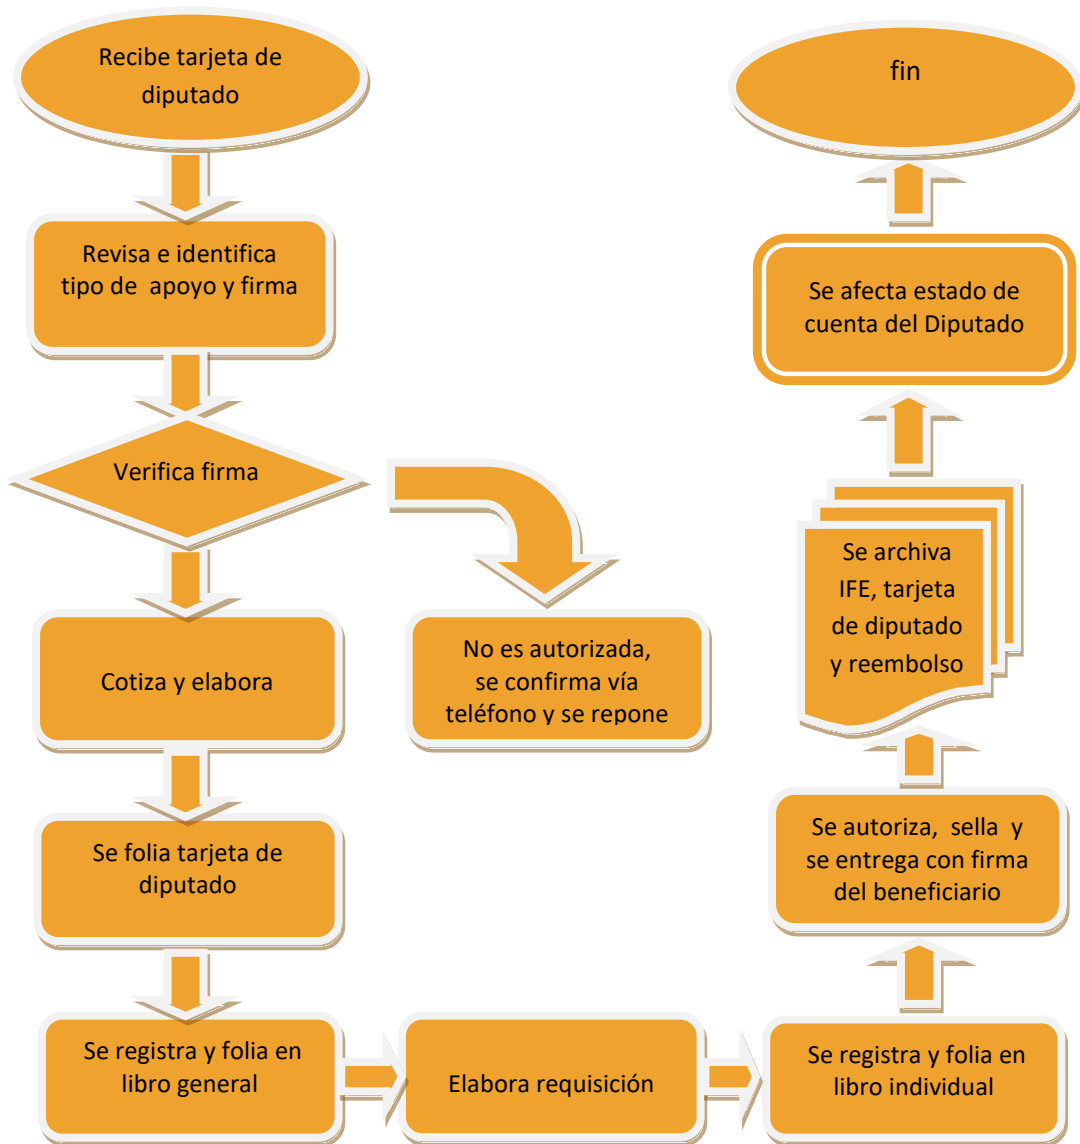 Recibe tarjeta de
diputado
Revisa e identifica
tipo de apoyo y firma
Verifica firma
No es autorizada,
se confirma vía
teléfono y se repone
Cotiza y elabora
Se folia tarjeta de
diputado
Se registra y folia en
libro general
Elabora requisición
Se registra y folia en
libro individual
Se autoriza, sella y
se entrega con firma
del beneficiario
Se archiva
IFE, tarjeta
de diputado
y reembolso
Se afecta estado de
cuenta del Diputado
fin